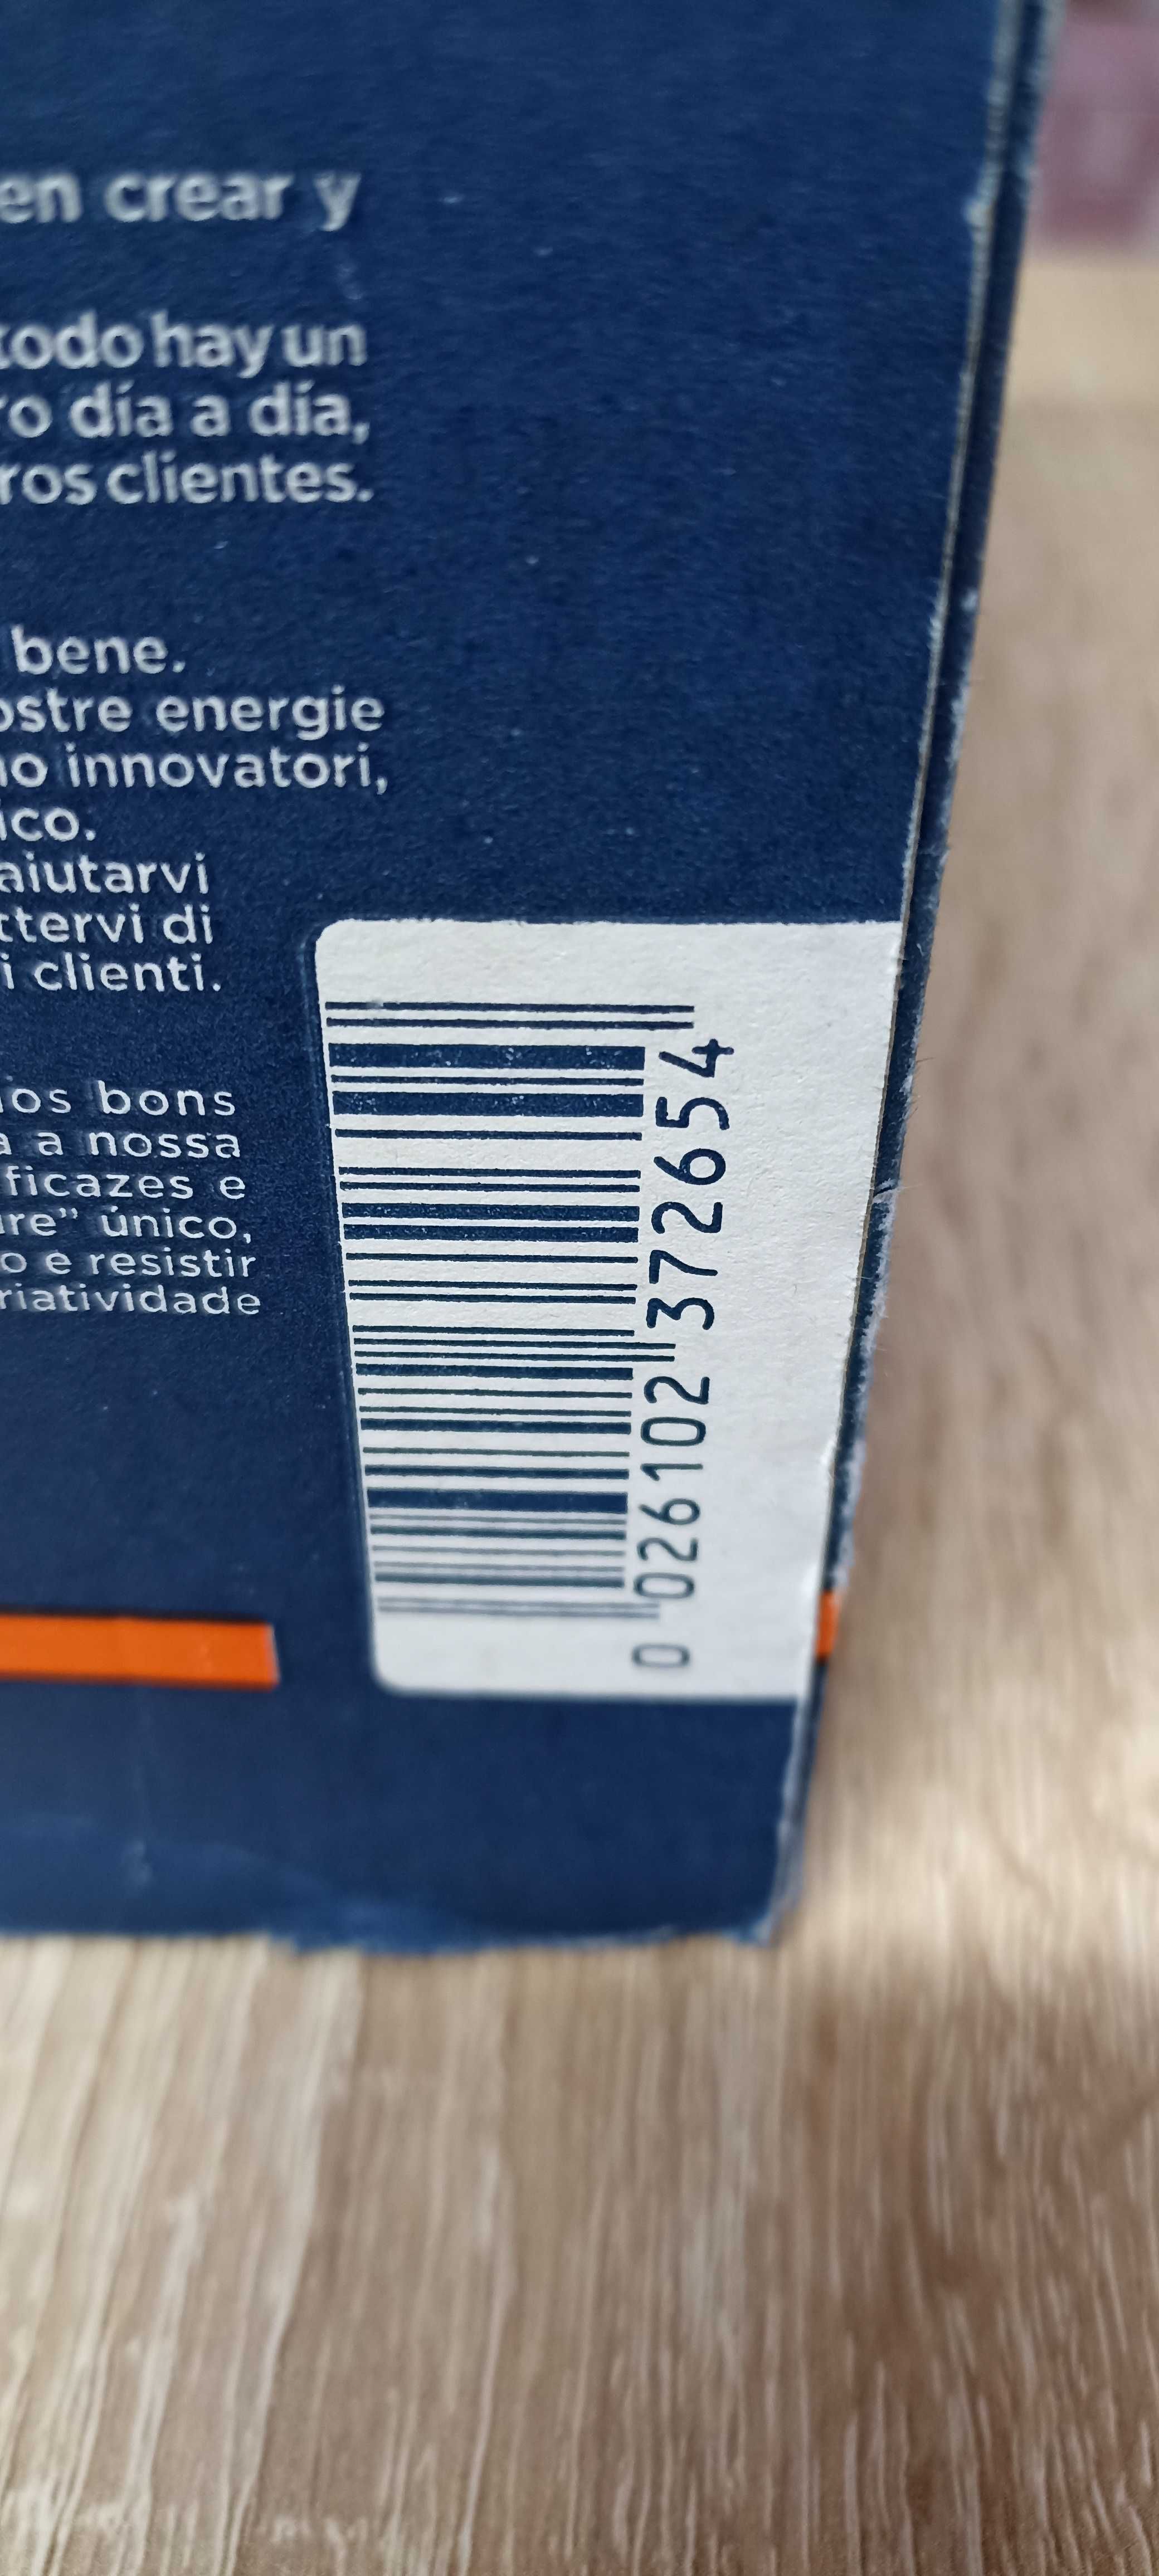 en crear y
todo hay un
ro día a día,
ros clientes.
bene.
ostre energie
no innovatori,
ico.
aiutarvi
ttervi di
i clienti.
ios bons
a a nossa
ficazes e
ure” único,
o e resistir
riatividade
0 026102 372654